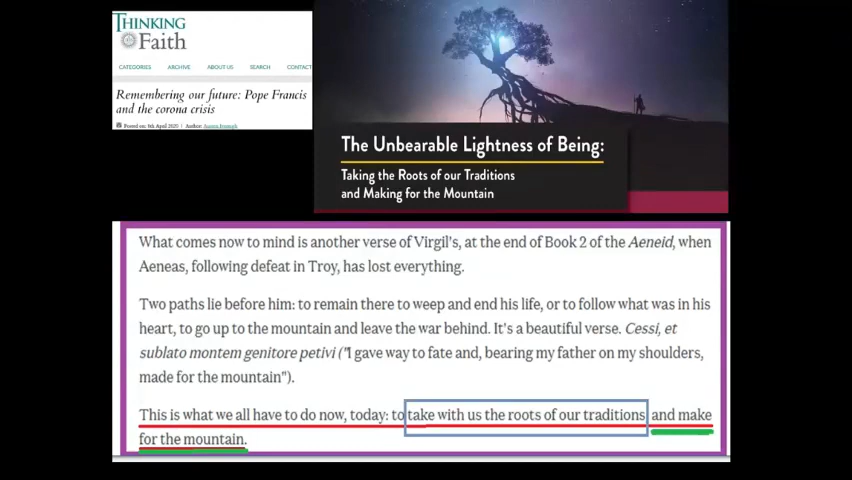 THINKING
Faith
CATEGORIES ARCHIVE ABOUT US SEARCH CONTACT
Remembering our future: Pope Francis
and the corona crisis
Posted on: 9th April 2020 | Author:
The Unbearable Lightness of Being:
Taking the Roots of our Traditions
and Making for the Mountain
What comes now to mind is another verse of Virgil's, at the end of Book 2 of the Aeneid, when
Aeneas, following defeat in Troy, has lost everything.
Two paths lie before him: to remain there to weep and end his life, or to follow what was in his
heart, to go up to the mountain and leave the war behind. It's a beautiful verse. Cessi, et
sublato montem genitore petivi ("I gave way to fate and, bearing my father on my shoulders,
made for the mountain").
This is what we all have to do now, today: to take with us the roots of our traditions, and make
for the mountain.